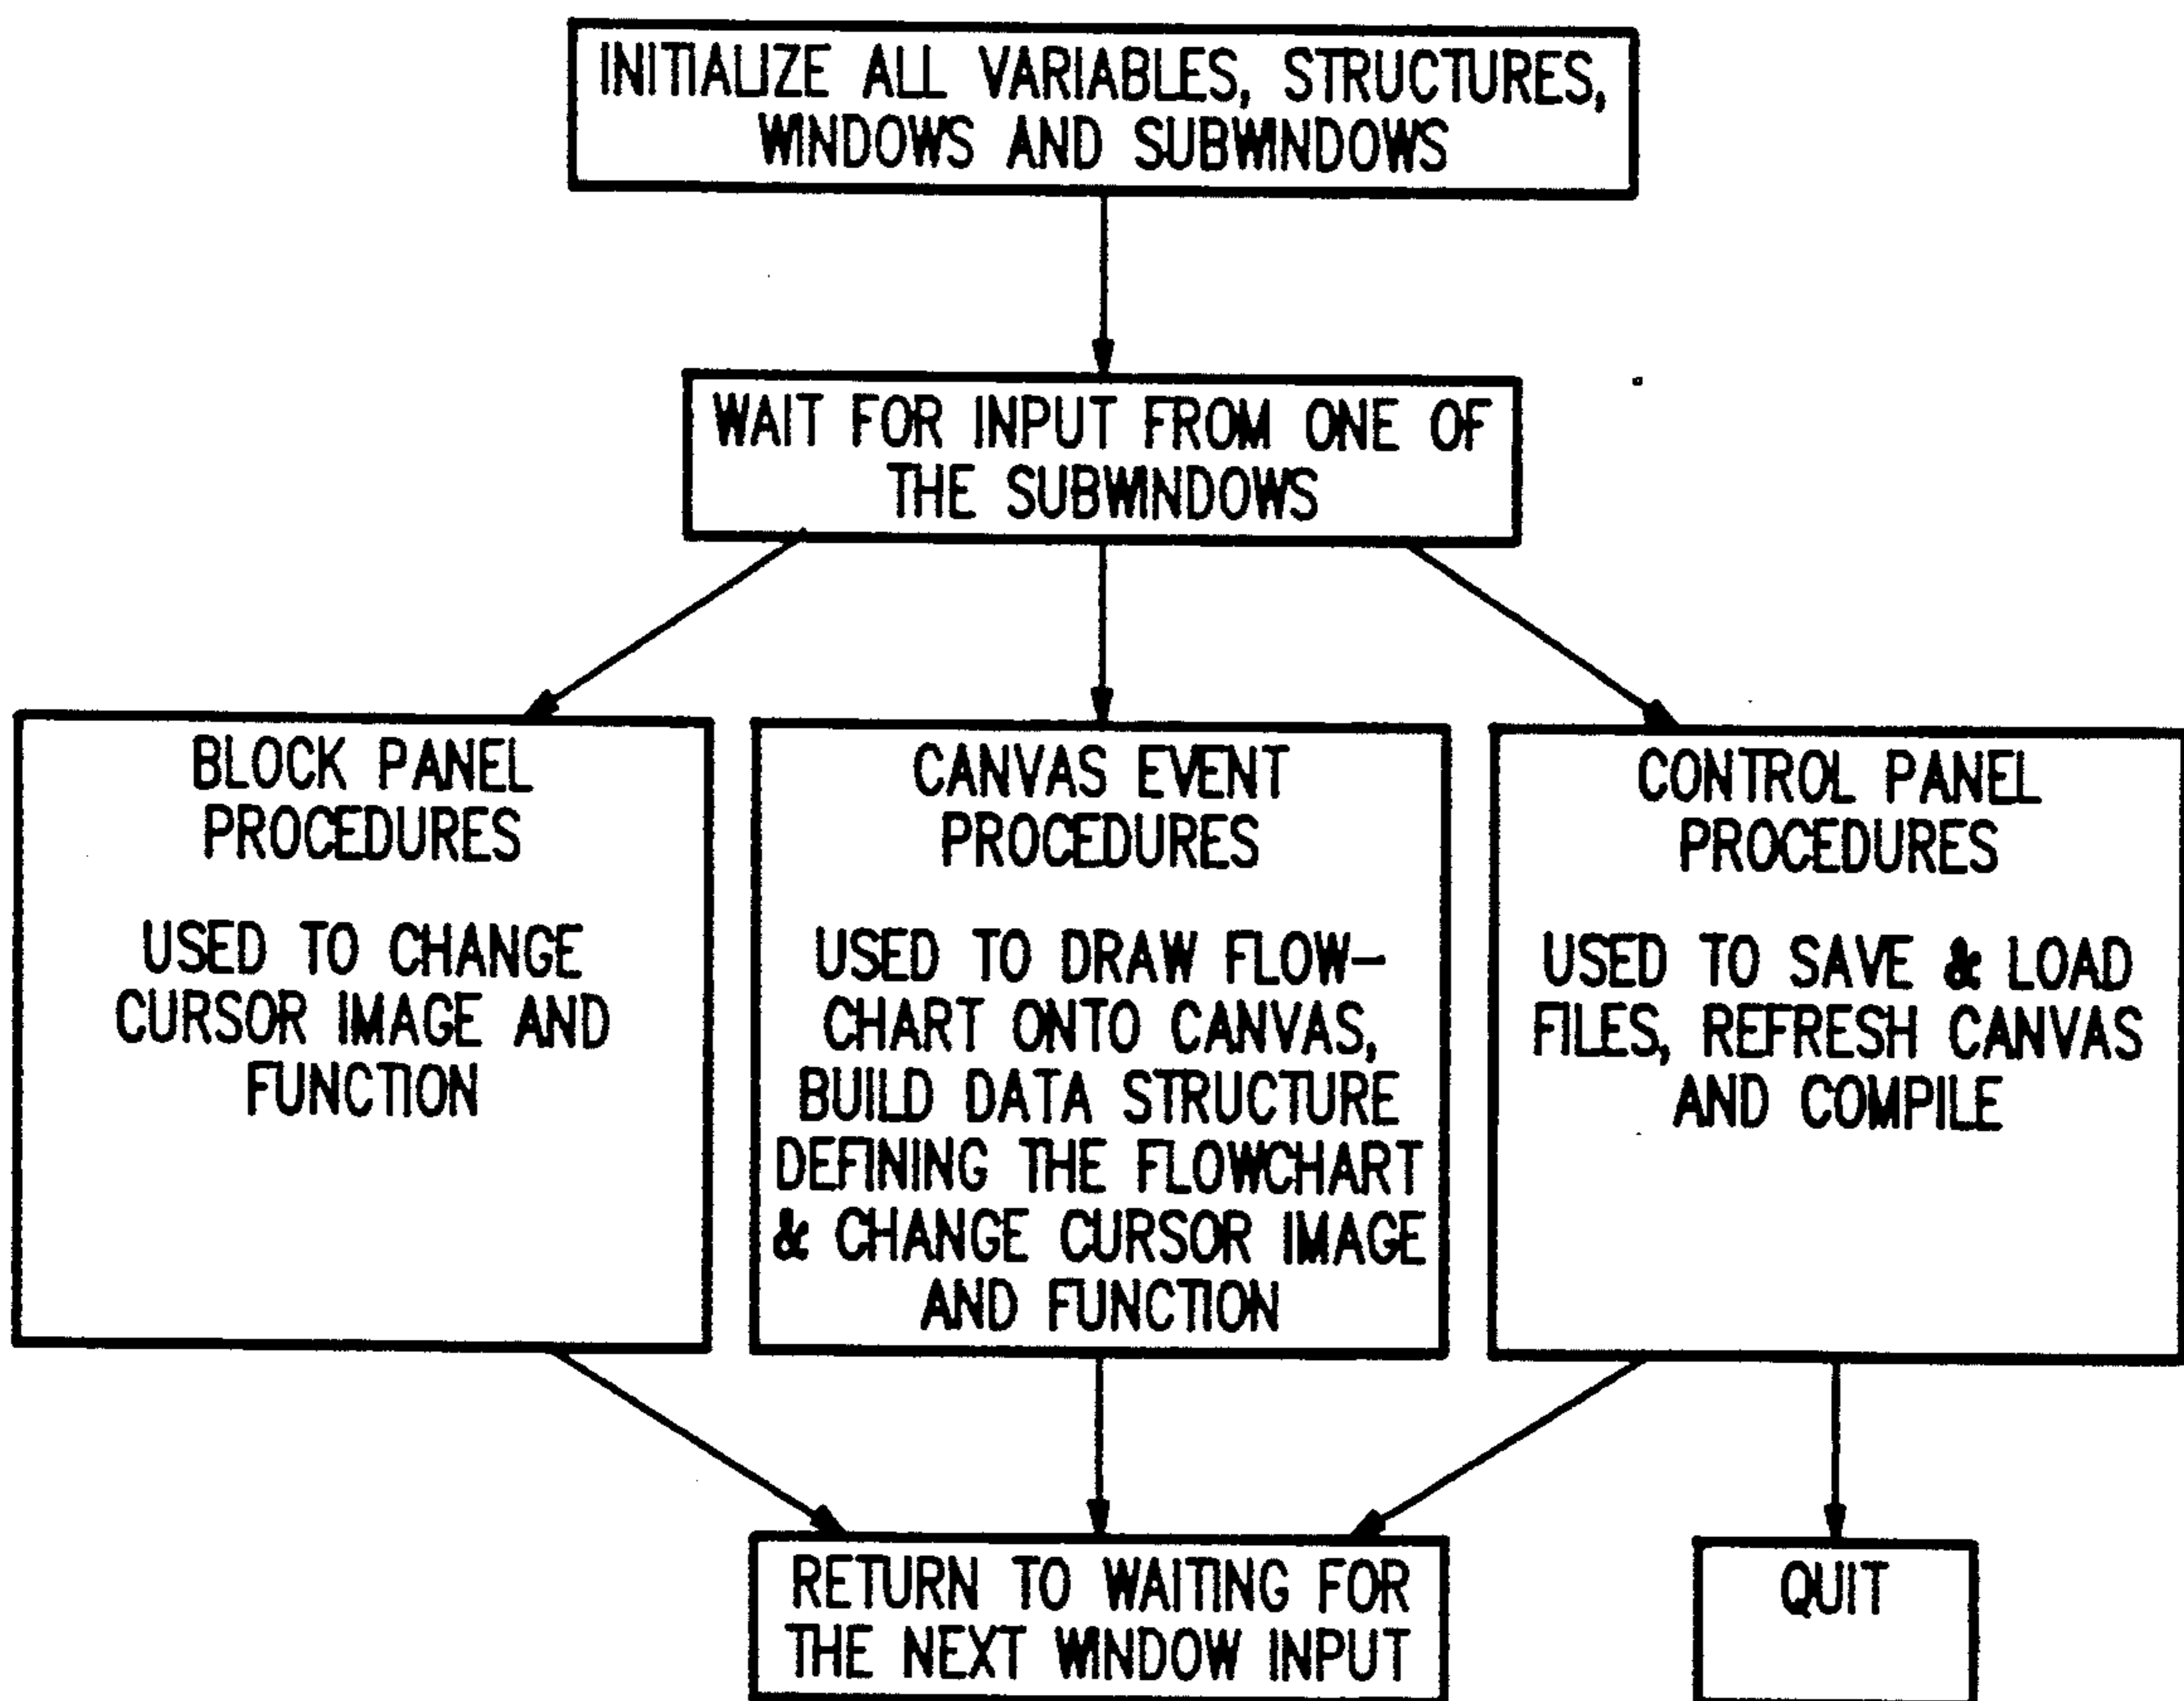 INITIALIZE ALL VARIABLES, STRUCTURES,
WINDOWS AND SUBWINDOWS
WAIT FOR INPUT FROM ONE OF
THE SUBWINDOWS
BLOCK PANEL
PROCEDURES
USED TO CHANGE
CURSOR IMAGE AND
FUNCTION
CANVAS EVENT
PROCEDURES
USED TO DRAW FLOW-
CHART ONTO CANVAS,
BUILD DATA STRUCTURE
DEFINING THE FLOWCHART
& CHANGE CURSOR IMAGE
AND FUNCTION
CONTROL PANEL
PROCEDURES
USED TO SAVE & LOAD
FILES, REFRESH CANVAS
AND COMPILE
RETURN TO WAITING FOR
THE NEXT WINDOW INPUT
QUIT